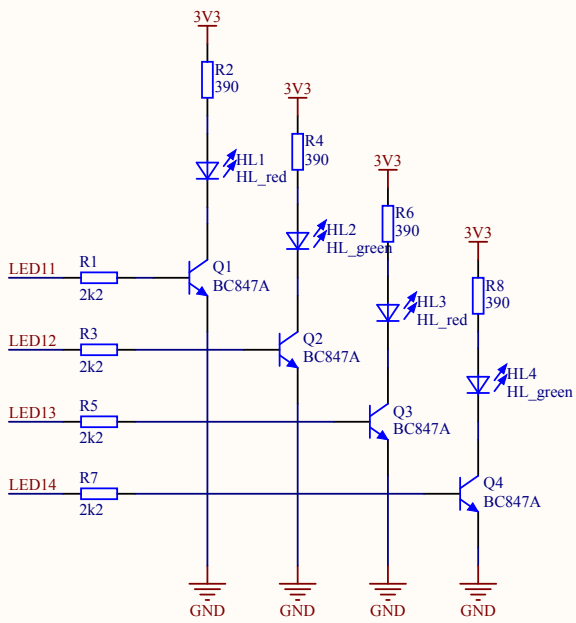 3V3
R2
390
3V3
HL1
HL_red
R4
390
3V3
HL2
HL_green
R6
390
3V3
LED11
R1
2k2
Q1
BC847A
R8
390
HL3
HL_red
LED12
R3
2k2
Q2
BC847A
HL4
HL_green
LED13
R5
2k2
Q3
BC847A
LED14
R7
2k2
Q4
BC847A
GND
GND
GND
GND